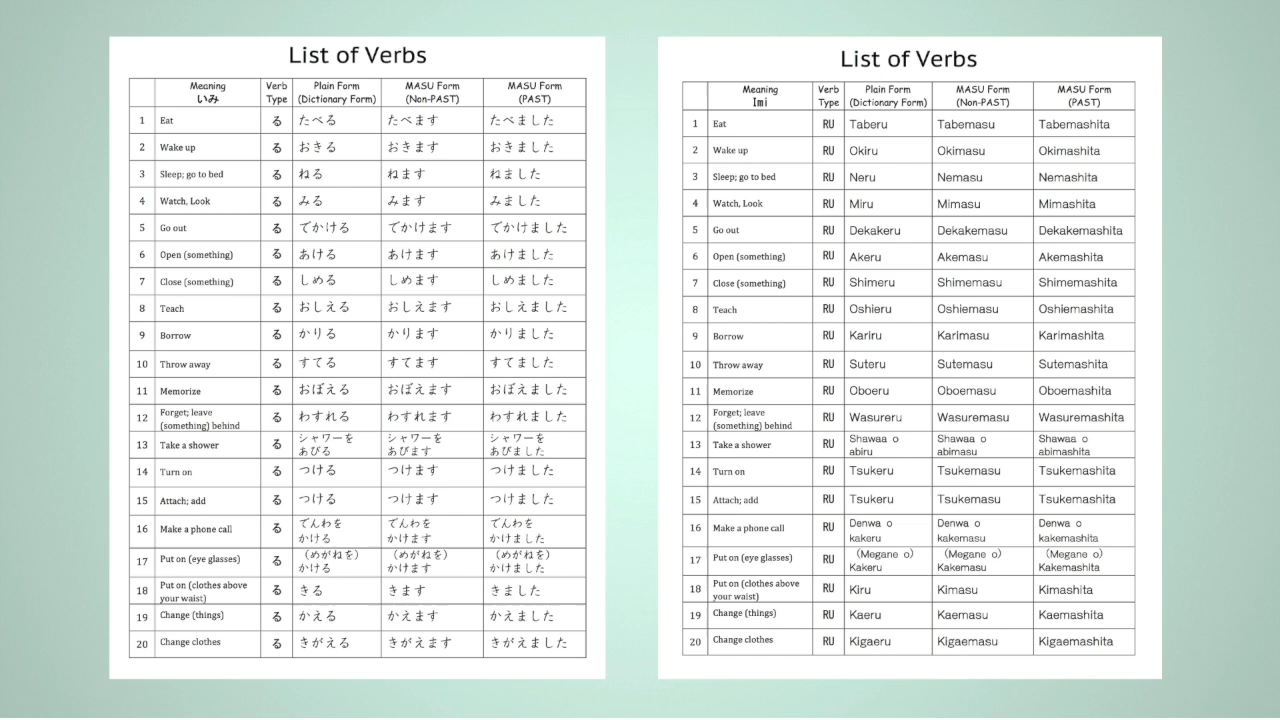 List of Verbs
Meaning いみ Verb Type Plain Form (Dictionary Form) MASU Form (Non-PAST) MASU Form (PAST)
1 Eat る たべる たべます たべました
2 Wake up る おきる おきます おきました
3 Sleep; go to bed る ねる ねます ねました
4 Watch, Look る みる みます みました
5 Go out る でかける でかけます でかけました
6 Open (something) る あける あけます あけました
7 Close (something) る しめる しめます しめました
8 Teach る おしえる おしえます おしえました
9 Borrow る かりる かります かりました
10 Throw away る すてる すてます すてました
11 Memorize る おぼえる おぼえます おぼえました
12 Forget; leave (something) behind る わすれる わすれます わすれました
13 Take a shower る シャワーを あびる シャワーを あびます シャワーを あびました
14 Turn on る つける つけます つけました
15 Attach; add る つける つけます つけました
16 Make a phone call る でんわを かける でんわを かけます でんわを かけました
17 Put on (eye glasses) る （めがねを） かける （めがねを） かけます （めがねを） かけました
18 Put on (clothes above your waist) る きる きます きました
19 Change (things) る かえる かえます かえました
20 Change clothes る きがえる きがえます きがえました
List of Verbs
Meaning Imi Verb Type Plain Form (Dictionary Form) MASU Form (Non-PAST) MASU Form (PAST)
1 Eat RU Taberu Tabemasu Tabemashita
2 Wake up RU Okiru Okimasu Okimashita
3 Sleep; go to bed RU Neru Nemasu Nemashita
4 Watch, Look RU Miru Mimasu Mimashita
5 Go out RU Dekakeru Dekakemasu Dekakemashita
6 Open (something) RU Akeru Akemasu Akemashita
7 Close (something) RU Shimeru Shimemasu Shimemashita
8 Teach RU Oshieru Oshiemasu Oshiemashita
9 Borrow RU Kariru Karimasu Karimashita
10 Throw away RU Suteru Sutemasu Sutemashita
11 Memorize RU Oboeru Oboemasu Oboemashita
12 Forget; leave (something) behind RU Wasureru Wasuremasu Wasuremashita
13 Take a shower RU Shawaa o abiru Shawaa o abimasu Shawaa o abimashita
14 Turn on RU Tsukeru Tsukemasu Tsukemashita
15 Attach; add RU Tsukeru Tsukemasu Tsukemashita
16 Make a phone call RU Denwa o kakeru Denwa o kakemasu Denwa o kakemashita
17 Put on (eye glasses) RU （Megane o） Kakeru （Megane o） Kakemasu （Megane o） Kakemashita
18 Put on (clothes above your waist) RU Kiru Kimasu Kimashita
19 Change (things) RU Kaeru Kaemasu Kaemashita
20 Change clothes RU Kigaeru Kigaemasu Kigaemashita